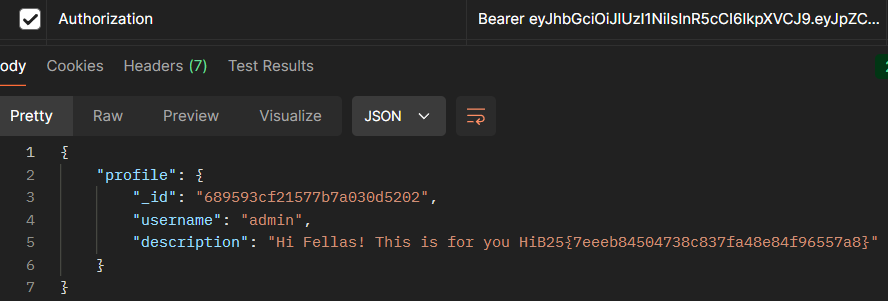 Authorization Bearer eyJhbGciOiJIUzI1NiIsInR5cCI6IkpXVCJ9.eyJpZC...
ody Cookies Headers (7) Test Results
Pretty Raw Preview Visualize JSON
1 {
2 "profile": {
3 "_id": "689593cf21577b7a030d5202",
4 "username": "admin",
5 "description": "Hi Fellas! This is for you HiB25{7eeeb84504738c837fa48e84f96557a8}"
6 }
7 }